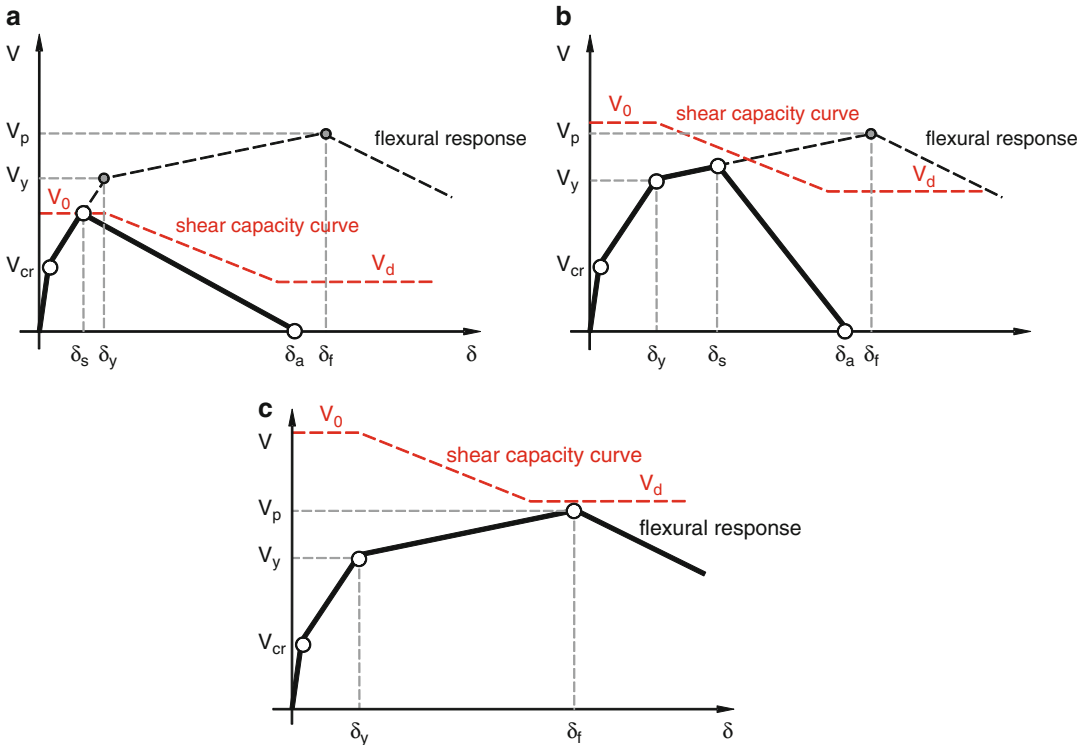 a
V
V_p
V_y
V_0
V_cr
flexural response
shear capacity curve
V_d
δ_s
δ_y
δ_a
δ_f
δ
b
V
V_0
shear capacity curve
V_p
flexural response
V_y
V_d
V_cr
δ_y
δ_s
δ_a
δ_f
c
V_0
V
shear capacity curve
V_d
V_p
flexural response
V_y
V_cr
δ_y
δ_f
δ